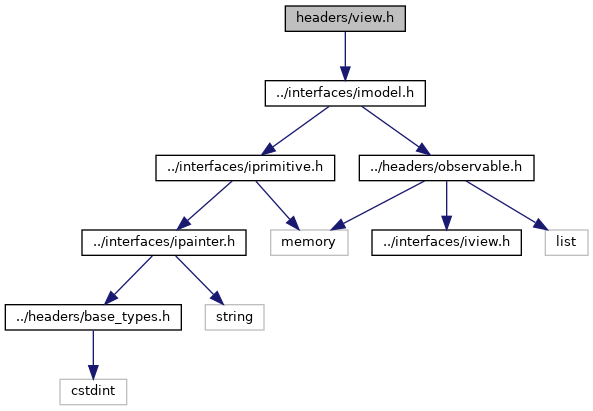 headers/view.h
../interfaces/imodel.h
../interfaces/iprimitive.h
../headers/observable.h
../interfaces/ipainter.h
memory
../interfaces/iview.h
list
../headers/base_types.h
string
cstdint